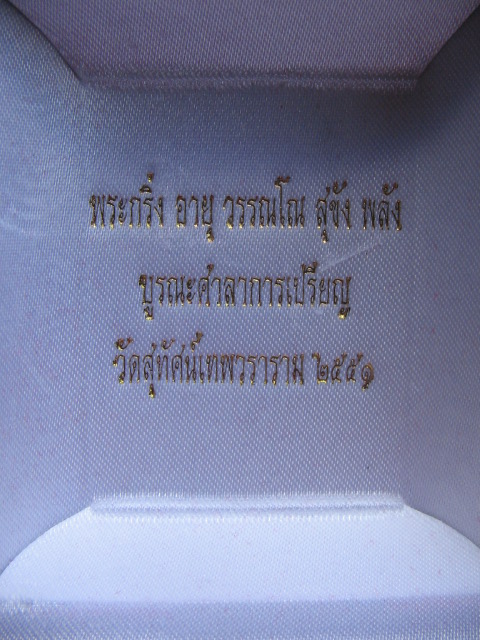 พระกริ่ง อายุ วรรณโณ สุขัง พลัง
บูรณะศาลาการเปรียญ
วัดสุทัศน์เทพวราราม ๒๕๕๑